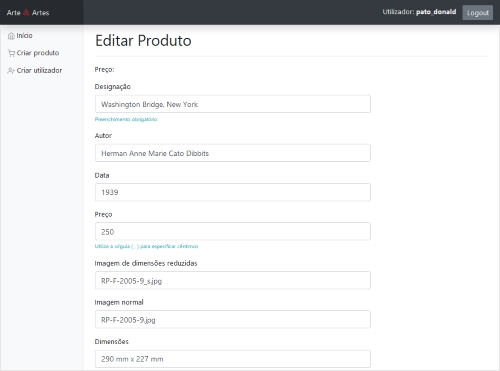 Arte & Artes
Utilizador: pato_donald
Logout
Início
Criar produto
Criar utilizador
Editar Produto
Preço:
Designação
Washington Bridge, New York
Preenchimento obrigatório
Autor
Herman Anne Marie Cato Dibbits
Data
1939
Preço
250
Utilize a vírgula ( , ) para especificar cêntimos
Imagem de dimensões reduzidas
RP-F-2005-9_s.jpg
Imagem normal
RP-F-2005-9.jpg
Dimensões
290 mm x 227 mm